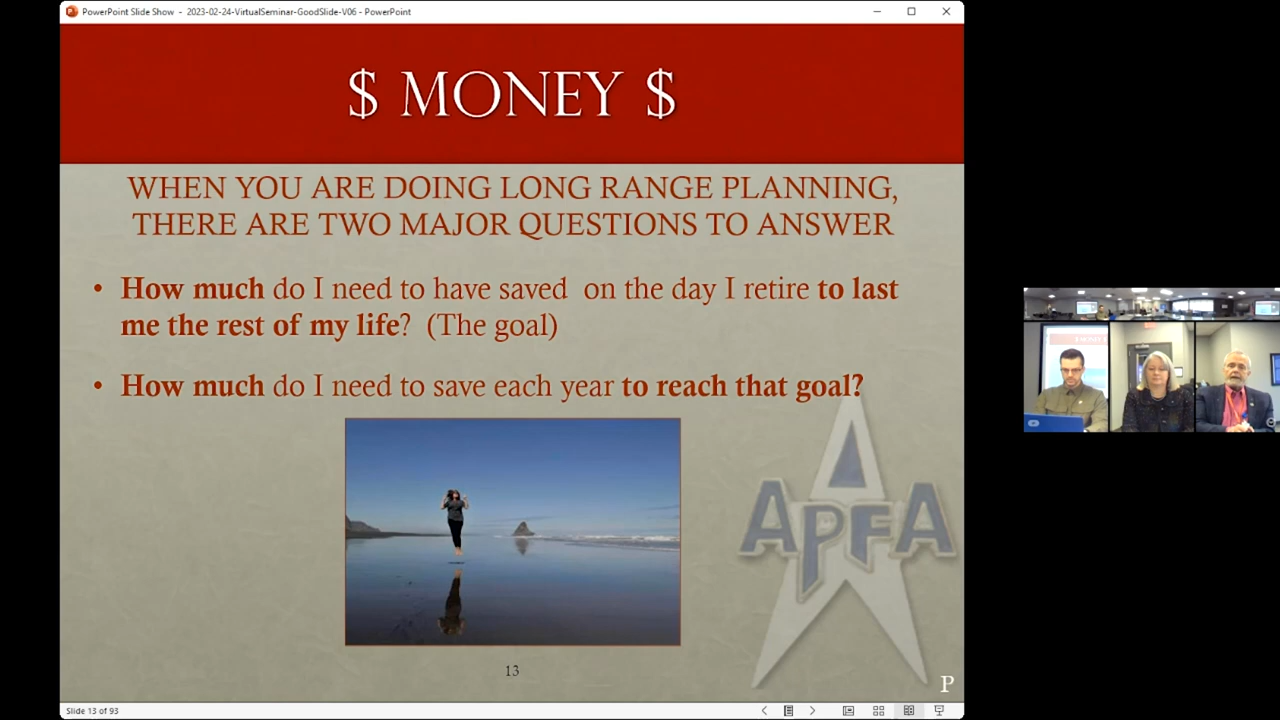 PowerPoint Slide Show - 2023-02-24-VirtualSeminar-GoodSlide-V06 - PowerPoint
$ MONEY $
WHEN YOU ARE DOING LONG RANGE PLANNING,
THERE ARE TWO MAJOR QUESTIONS TO ANSWER
• How much do I need to have saved on the day I retire to last
me the rest of my life? (The goal)
• How much do I need to save each year to reach that goal?
APFA
13
P
Slide 13 of 93